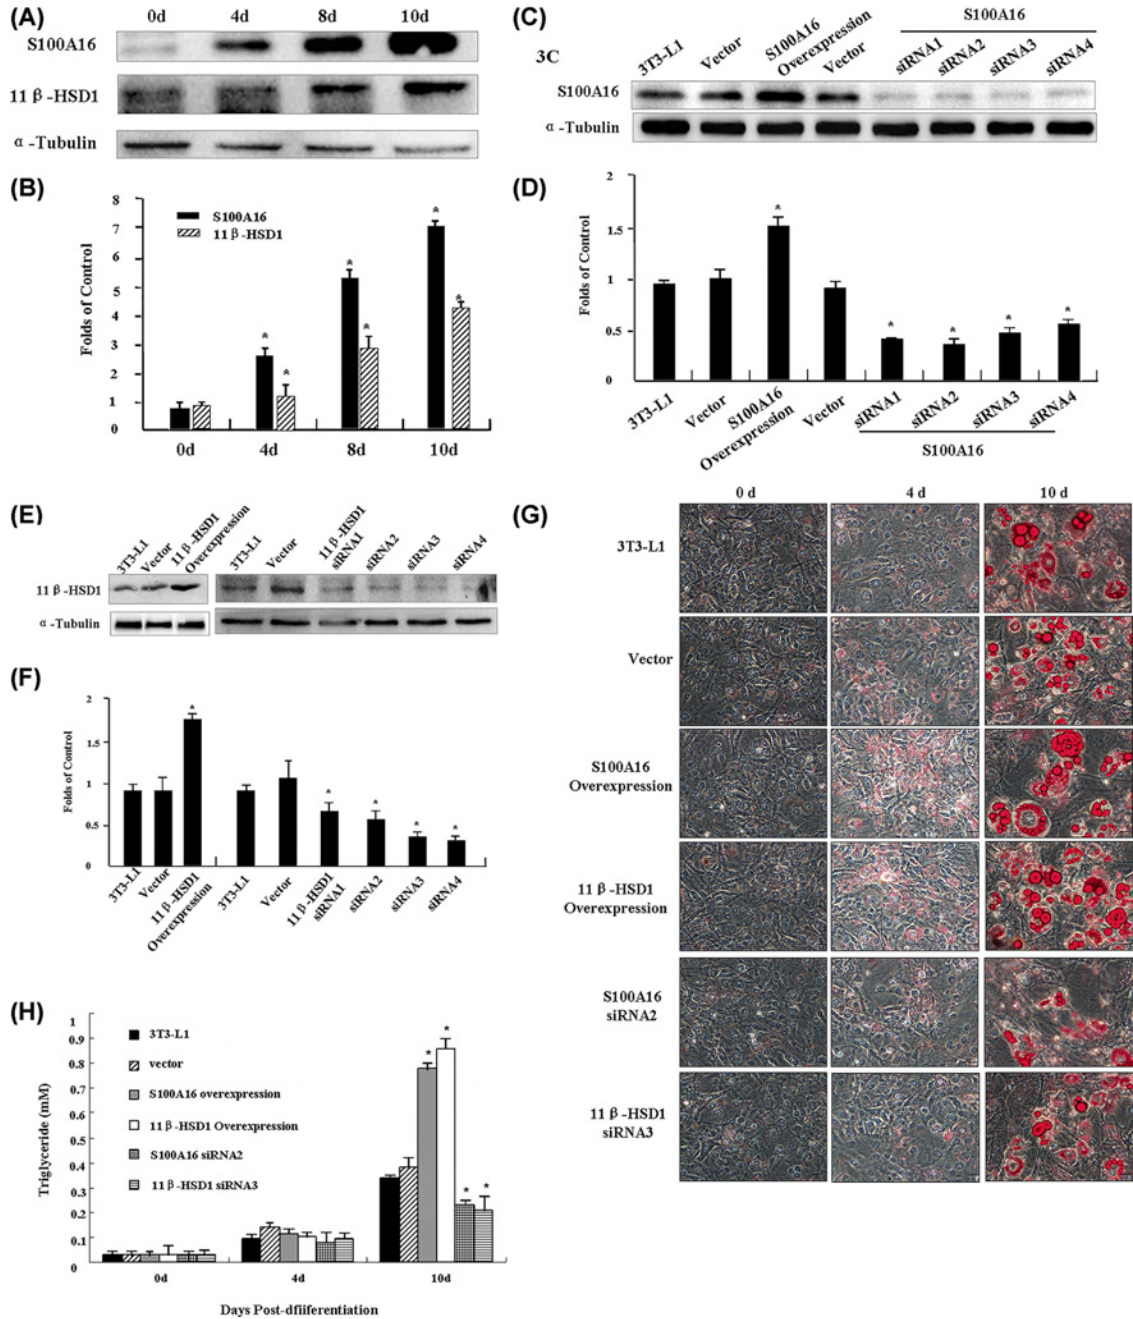 (A)
0d 4d 8d 10d
S100A16
11β-HSD1
α-Tubulin
(B)
Folds of Control
8
7
6
5
4
3
2
1
0
S100A16
11β-HSD1
* * * * * *
0d 4d 8d 10d
(C)
3C
S100A16
3T3-L1 Vector S100A16 Overexpression Vector siRNA1 siRNA2 siRNA3 siRNA4
S100A16
α-Tubulin
(D)
Folds of Control
2
1.5
1
0.5
0
* * * * *
3T3-L1 Vector S100A16 Overexpression Vector siRNA1 siRNA2 siRNA3 siRNA4
S100A16
(E)
3T3-L1 Vector 11β-HSD1 Overexpression 3T3-L1 Vector 11β-HSD1 siRNA1 siRNA2 siRNA3 siRNA4
11β-HSD1
α-Tubulin
(F)
Folds of Control
2
1.5
1
0.5
0
* * * * *
3T3-L1 Vector 11β-HSD1 Overexpression 3T3-L1 Vector 11β-HSD1 siRNA1 siRNA2 siRNA3 siRNA4
(G)
0 d 4 d 10 d
3T3-L1
Vector
S100A16
Overexpression
11β-HSD1
Overexpression
S100A16
siRNA2
11β-HSD1
siRNA3
(H)
Triglyceride (mM)
1
0.9
0.8
0.7
0.6
0.5
0.4
0.3
0.2
0.1
0
3T3-L1
vector
S100A16 overexpression
11β-HSD1 Overexpression
S100A16 siRNA2
11β-HSD1 siRNA3
* * * *
0d 4d 10d
Days Post-dfiiferentiation